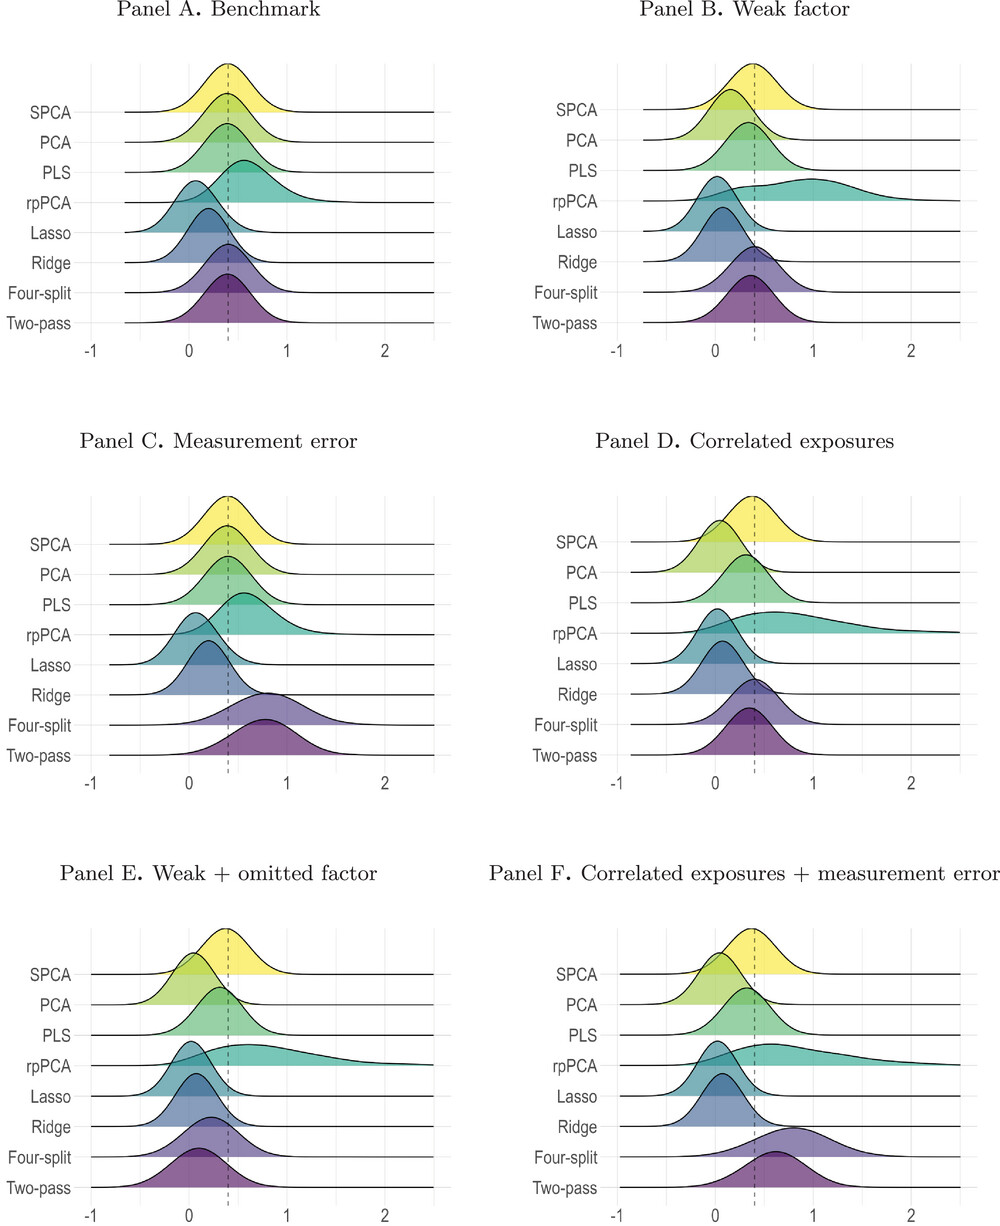 Panel A. Benchmark
SPCA
PCA
PLS
rpPCA
Lasso
Ridge
Four-split
Two-pass
-1 0 1 2
Panel B. Weak factor
SPCA
PCA
PLS
rpPCA
Lasso
Ridge
Four-split
Two-pass
-1 0 1 2
Panel C. Measurement error
SPCA
PCA
PLS
rpPCA
Lasso
Ridge
Four-split
Two-pass
-1 0 1 2
Panel D. Correlated exposures
SPCA
PCA
PLS
rpPCA
Lasso
Ridge
Four-split
Two-pass
-1 0 1 2
Panel E. Weak + omitted factor
SPCA
PCA
PLS
rpPCA
Lasso
Ridge
Four-split
Two-pass
-1 0 1 2
Panel F. Correlated exposures + measurement error
SPCA
PCA
PLS
rpPCA
Lasso
Ridge
Four-split
Two-pass
-1 0 1 2